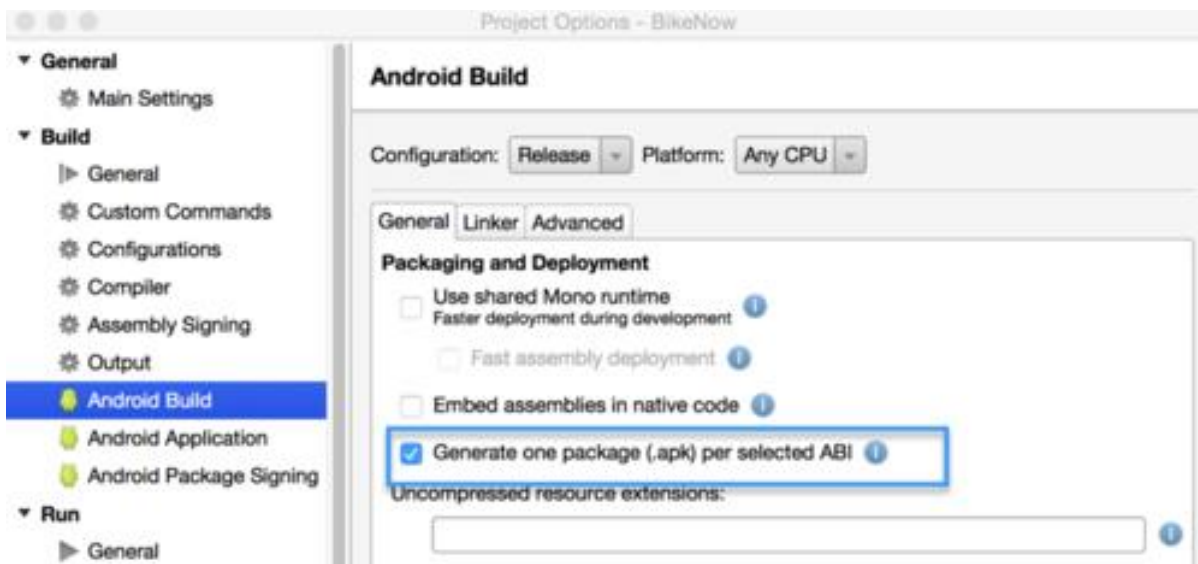 Project Options - BikeNow
General
Main Settings
Build
General
Custom Commands
Configurations
Compiler
Assembly Signing
Output
Android Build
Android Application
Android Package Signing
Run
General
Android Build
Configuration: Release Platform: Any CPU
General Linker Advanced
Packaging and Deployment
Use shared Mono runtime
Faster deployment during development
Fast assembly deployment
Embed assemblies in native code
Generate one package (.apk) per selected ABI
Uncompressed resource extensions: